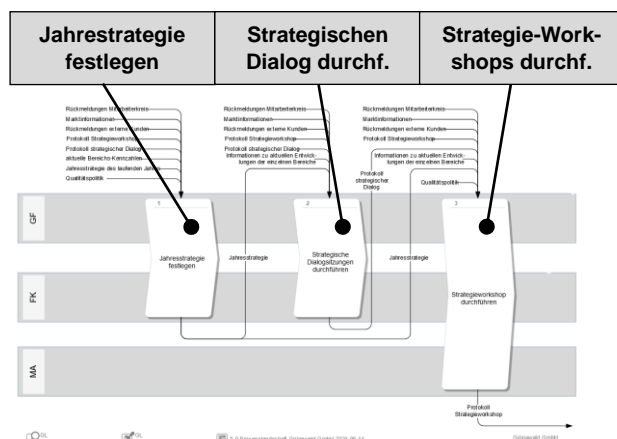 Jahrestrategie
festlegen
Strategischen
Dialog durchf.
Strategie-Work-
shops durchf.
Rückmeldungen Mitarbeiterkreis
Marktinformationen
Rückmeldungen externe Kunden
Protokoll Strategieworkshop
Protokoll strategischer Dialog
aktuelle Bereichs-Kennzahlen
Jahresstrategie des laufenden Jahres
Qualitätspolitik
Rückmeldungen Mitarbeiterkreis
Marktinformationen
Rückmeldungen externe Kunden
Protokoll Strategieworkshop
Protokoll strategischer Dialog
Informationen zu aktuellen Entwick-
lungen der einzelnen Bereiche
Rückmeldungen Mitarbeiterkreis
Marktinformationen
Rückmeldungen externe Kunden
Protokoll Strategieworkshop
Informationen zu aktuellen Entwick-
lungen der einzelnen Bereiche
Protokoll
strategischer
Dialog
Qualitätspolitik
GF
1
2
3
Jahresstrategie
festlegen
Jahresstrategie
Strategische
Dialogsitzungen
durchführen
Jahresstrategie
Strategieworkshop
durchführen
FK
MA
Protokoll
Strategieworkshop